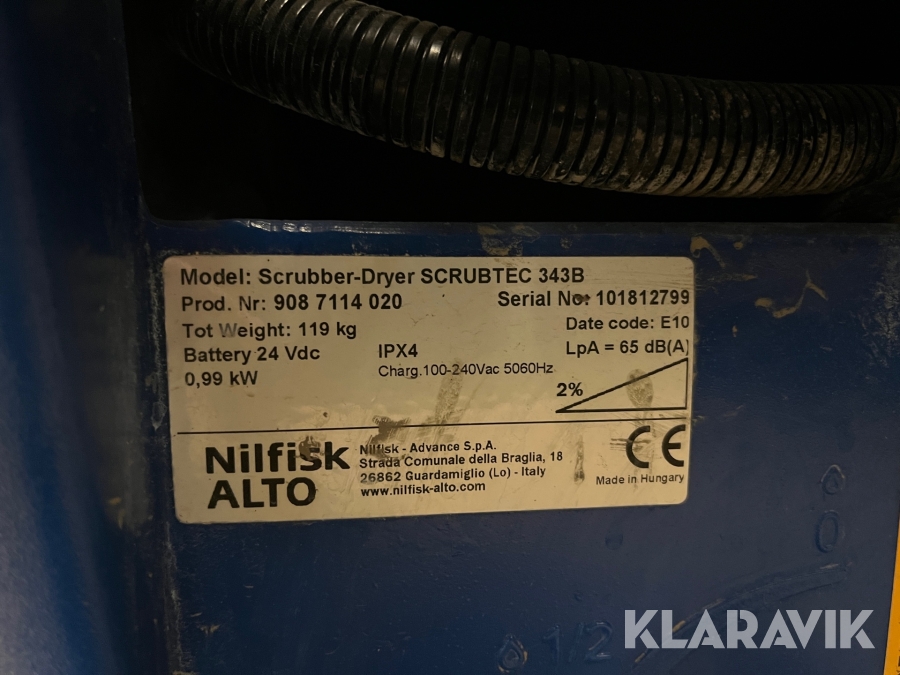 Model: Scrubber-Dryer SCRUBTEC 343B
Prod. Nr: 908 7114 020 Serial No: 101812799
Tot Weight: 119 kg Date code: E10
Battery 24 Vdc IPX4 LpA = 65 dB(A)
0,99 kW Charg.100-240Vac 5060Hz
2%
Nilfisk ALTO
Nilfisk - Advance S.p.A.
Strada Comunale della Braglia, 18
26862 Guardamiglio (Lo) - Italy
www.nilfisk-alto.com
CE
Made in Hungary
0
1/2
KLARAVIK